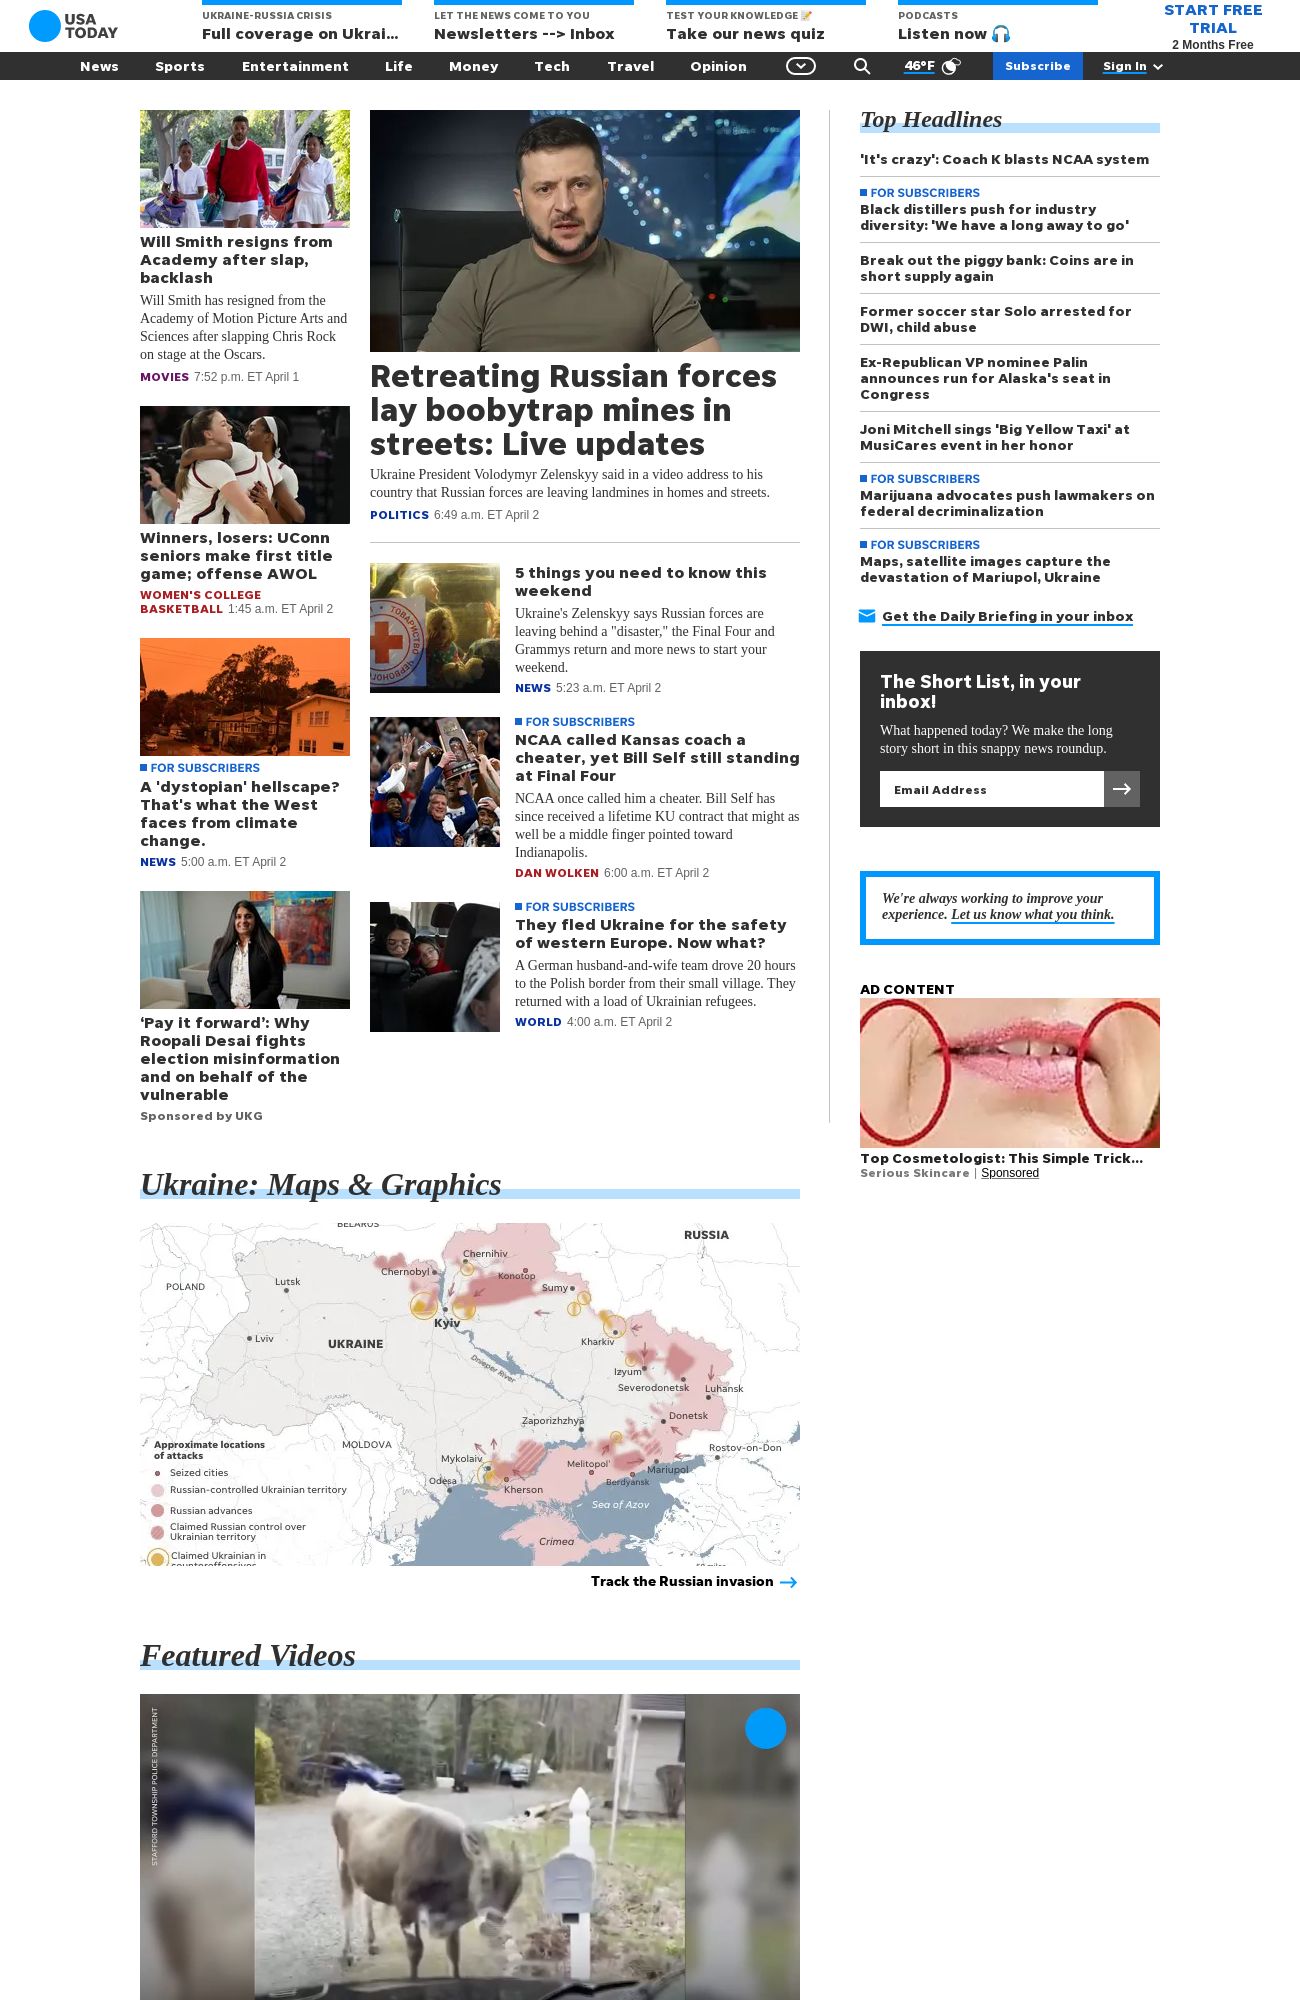 USA
TODAY
UKRAINE-RUSSIA CRISIS
Full coverage on Ukrai...
LET THE NEWS COME TO YOU
Newsletters --> Inbox
TEST YOUR KNOWLEDGE 📝
Take our news quiz
PODCASTS
Listen now 🎧
START FREE
TRIAL
2 Months Free
News Sports Entertainment Life Money Tech Travel Opinion 46°F Subscribe Sign In
Will Smith resigns from
Academy after slap,
backlash
Will Smith has resigned from the
Academy of Motion Picture Arts and
Sciences after slapping Chris Rock
on stage at the Oscars.
MOVIES 7:52 p.m. ET April 1
Winners, losers: UConn
seniors make first title
game; offense AWOL
WOMEN'S COLLEGE
BASKETBALL 1:45 a.m. ET April 2
FOR SUBSCRIBERS
A 'dystopian' hellscape?
That's what the West
faces from climate
change.
NEWS 5:00 a.m. ET April 2
‘Pay it forward’: Why
Roopali Desai fights
election misinformation
and on behalf of the
vulnerable
Sponsored by UKG
Retreating Russian forces
lay boobytrap mines in
streets: Live updates
Ukraine President Volodymyr Zelenskyy said in a video address to his
country that Russian forces are leaving landmines in homes and streets.
POLITICS 6:49 a.m. ET April 2
ТОВАРИСТВО
5 things you need to know this
weekend
Ukraine's Zelenskyy says Russian forces are
leaving behind a "disaster," the Final Four and
Grammys return and more news to start your
weekend.
NEWS 5:23 a.m. ET April 2
FOR SUBSCRIBERS
NCAA called Kansas coach a
cheater, yet Bill Self still standing
at Final Four
NCAA once called him a cheater. Bill Self has
since received a lifetime KU contract that might as
well be a middle finger pointed toward
Indianapolis.
DAN WOLKEN 6:00 a.m. ET April 2
FOR SUBSCRIBERS
They fled Ukraine for the safety
of western Europe. Now what?
A German husband-and-wife team drove 20 hours
to the Polish border from their small village. They
returned with a load of Ukrainian refugees.
WORLD 4:00 a.m. ET April 2
Top Headlines
'It's crazy': Coach K blasts NCAA system
FOR SUBSCRIBERS
Black distillers push for industry
diversity: 'We have a long away to go'
Break out the piggy bank: Coins are in
short supply again
Former soccer star Solo arrested for
DWI, child abuse
Ex-Republican VP nominee Palin
announces run for Alaska's seat in
Congress
Joni Mitchell sings 'Big Yellow Taxi' at
MusiCares event in her honor
FOR SUBSCRIBERS
Marijuana advocates push lawmakers on
federal decriminalization
FOR SUBSCRIBERS
Maps, satellite images capture the
devastation of Mariupol, Ukraine
Get the Daily Briefing in your inbox
The Short List, in your
inbox!
What happened today? We make the long
story short in this snappy news roundup.
Email Address
We're always working to improve your
experience. Let us know what you think.
AD CONTENT
Top Cosmetologist: This Simple Trick...
Serious Skincare | Sponsored
Ukraine: Maps & Graphics
BELARUS
RUSSIA
Chernihiv
Chernobyl
Konotop
POLAND
Lutsk
Sumy
Kyiv
Lviv
UKRAINE
Kharkiv
Dnieper River
Izyum
Severodonetsk
Luhansk
Zaporizhzhya
Donetsk
Approximate locations
of attacks
MOLDOVA
Rostov-on-Don
Mykolaiv
Melitopol'
Mariupol
Seized cities
Odesa
Berdyansk
Russian-controlled Ukrainian territory
Kherson
Sea of Azov
Russian advances
Claimed Russian control over
Ukrainian territory
Crimea
Claimed Ukrainian in
counteroffensives
50 miles
Track the Russian invasion
Featured Videos
STAFFORD TOWNSHIP POLICE DEPARTMENT